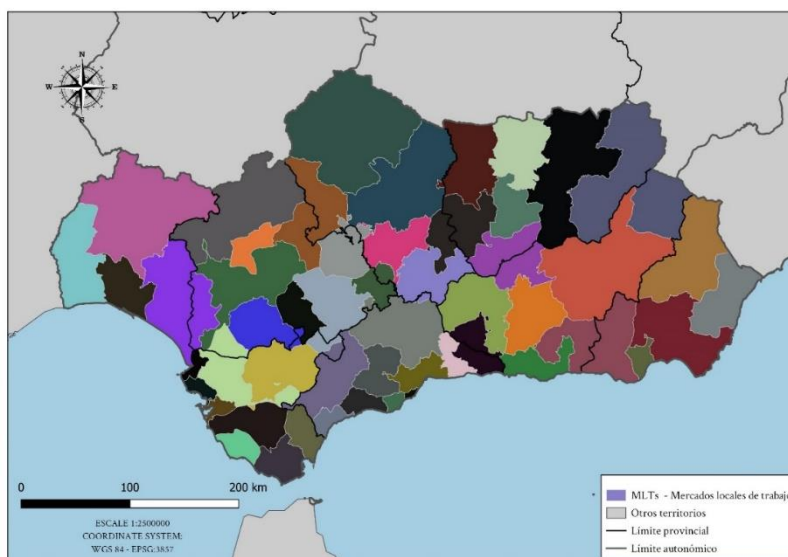 N
W E
S
0 100 200 km
ESCALE 1:2500000
COORDINATE SYSTEM:
WGS 84 - EPSG:3857
MLTs - Mercados locales de trabajo
Otros territorios
Límite provincial
Límite autonómico